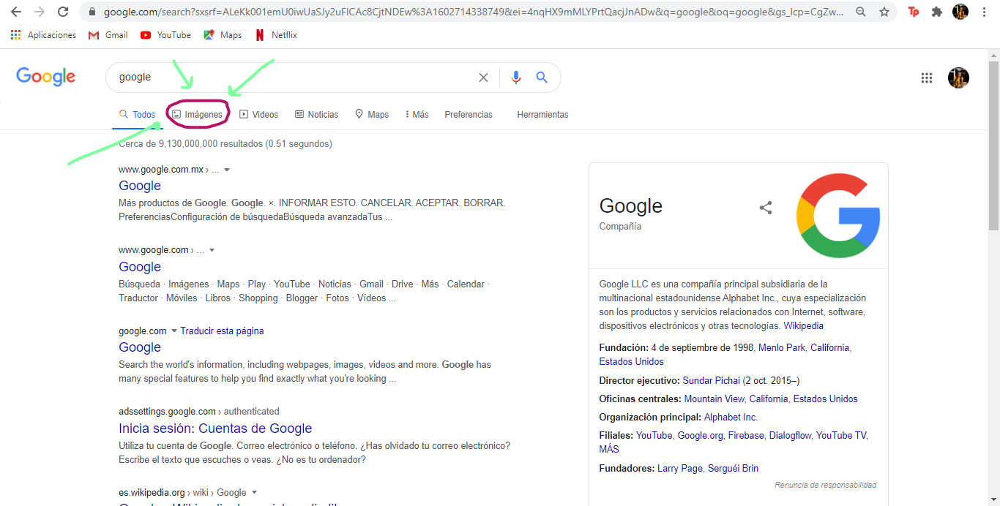 google.com/search?sxsrf=ALeKk001emU0iwUaSJy2uFICAc8CjtNDEw%3A1602714338749&ei=4nqHX9mMLYPrtQacjJnADw&q=google&oq=google&gs_lcp=CgZw...
Aplicaciones Gmail YouTube Maps Netflix
Google google
Todos Imágenes Videos Noticias Maps Más Preferencias Herramientas
Cerca de 9,130,000,000 resultados (0.51 segundos)
www.google.com.mx › ...
Google
Más productos de Google. Google. ×. INFORMAR ESTO. CANCELAR. ACEPTAR. BORRAR.
PreferenciasConfiguración de búsquedaBúsqueda avanzadaTus ...
www.google.com › ...
Google
Búsqueda · Imágenes · Maps · Play · YouTube · Noticias · Gmail · Drive · Más · Calendar ·
Traductor · Móviles · Libros · Shopping · Blogger · Fotos · Vídeos ...
google.com Traducir esta página
Google
Search the world's information, including webpages, images, videos and more. Google has
many special features to help you find exactly what you're looking ...
adssettings.google.com › authenticated
Inicia sesión: Cuentas de Google
Utiliza tu cuenta de Google. Correo electrónico o teléfono. ¿Has olvidado tu correo electrónico?
Escribe el texto que escuches o veas. ¿No es tu ordenador?
es.wikipedia.org › wiki › Google
Google
Compañía
Google LLC es una compañía principal subsidiaria de la
multinacional estadounidense Alphabet Inc., cuya especialización
son los productos y servicios relacionados con Internet, software,
dispositivos electrónicos y otras tecnologías. Wikipedia
Fundación: 4 de septiembre de 1998, Menlo Park, California,
Estados Unidos
Director ejecutivo: Sundar Pichai (2 oct. 2015–)
Oficinas centrales: Mountain View, California, Estados Unidos
Organización principal: Alphabet Inc.
Filiales: YouTube, Google.org, Firebase, Dialogflow, YouTube TV,
MÁS
Fundadores: Larry Page, Serguéi Brin
Renuncia de responsabilidad